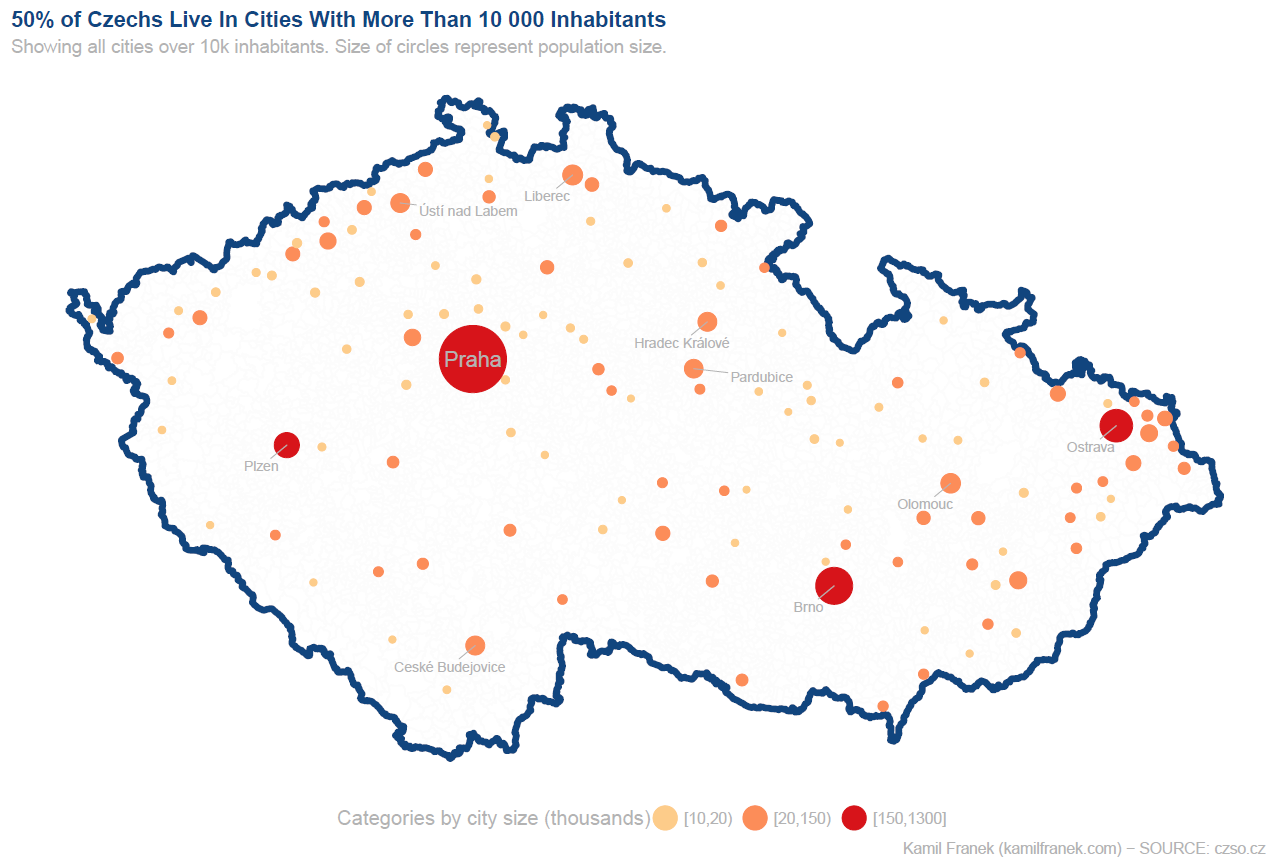 50% of Czechs Live In Cities With More Than 10 000 Inhabitants
Showing all cities over 10k inhabitants. Size of circles represent population size.
Liberec
Ústí nad Labem
Hradec Králové
Praha
Pardubice
Ostrava
Plzen
Olomouc
Brno
Ceské Budejovice
Categories by city size (thousands) [10,20) [20,150) [150,1300]
Kamil Franek (kamilfranek.com) − SOURCE: czso.cz